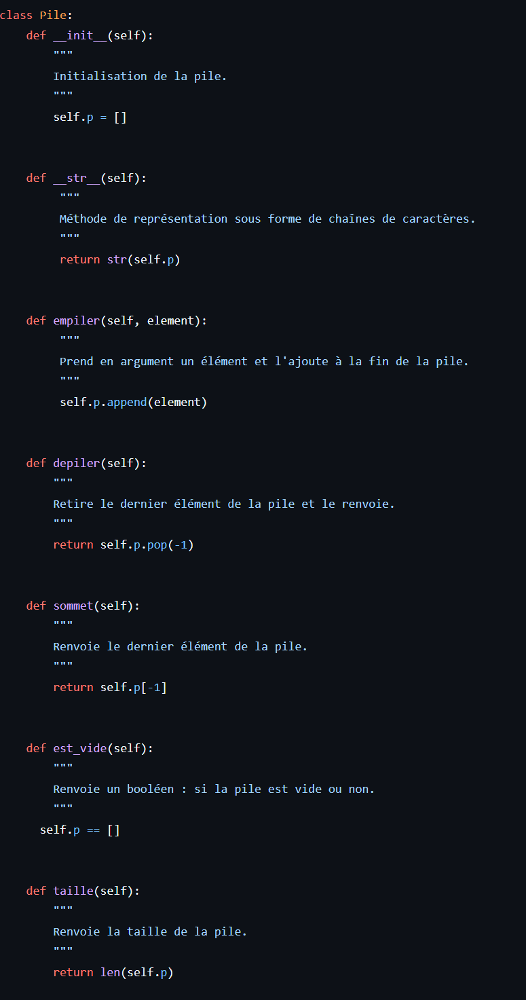 class Pile:
    def __init__(self):
        """
        Initialisation de la pile.
        """
        self.p = []
    def __str__(self):
         """
         Méthode de représentation sous forme de chaînes de caractères.
         """
         return str(self.p)
    def empiler(self, element):
         """
         Prend en argument un élément et l'ajoute à la fin de la pile.
         """
         self.p.append(element)
    def depiler(self):
        """
        Retire le dernier élément de la pile et le renvoie.
        """
        return self.p.pop(-1)
    def sommet(self):
        """
        Renvoie le dernier élément de la pile.
        """
        return self.p[-1]
    def est_vide(self):
        """
        Renvoie un booléen : si la pile est vide ou non.
        """
      self.p == []
    def taille(self):
        """
        Renvoie la taille de la pile.
        """
        return len(self.p)